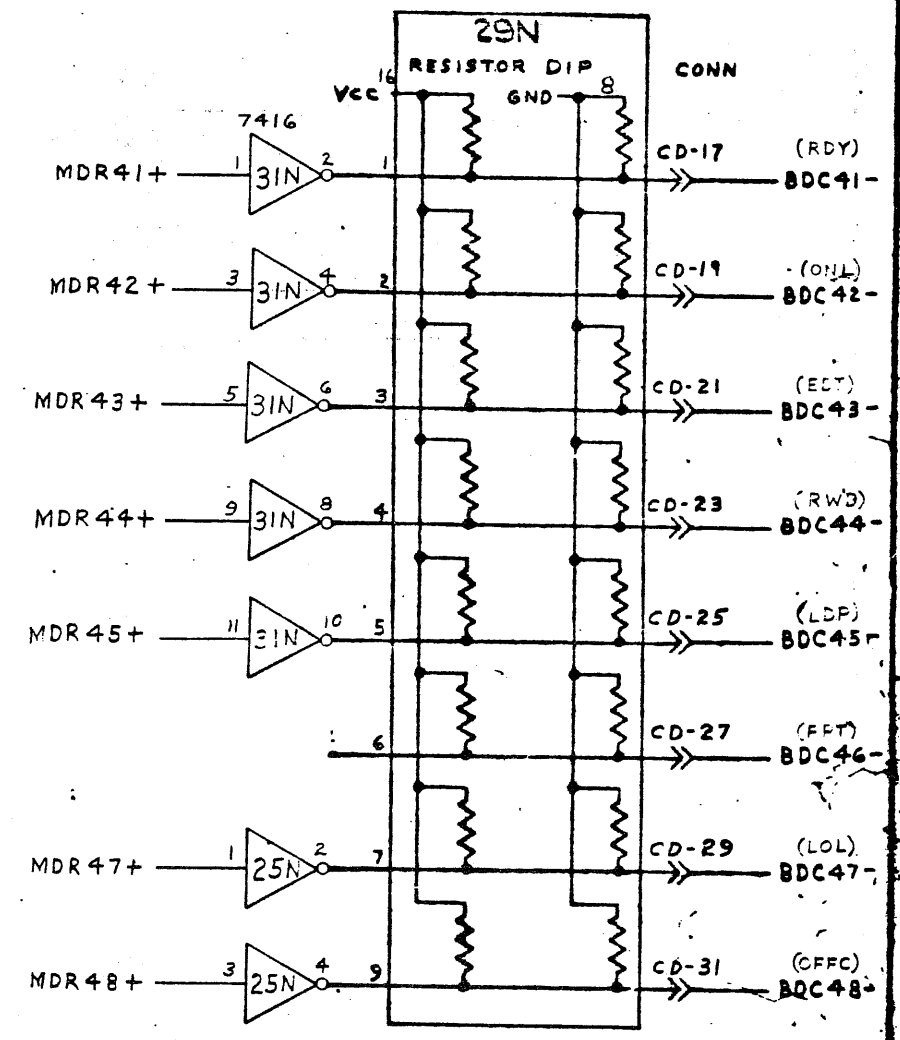 29N
RESISTOR DIP
CONN
Vcc 16
GND 8
7416
MDR41+ 1 31N 2 1 CD-17 (RDY) BDC41-
MDR42+ 3 31N 4 2 CD-19 (ONL) BDC42-
MDR43+ 5 31N 6 3 CD-21 BDC43-
MDR44+ 9 31N 8 4 CD-23 (RWD) BDC44-
MDR45+ 11 31N 10 5 CD-25 (LDP) BDC45-
6 CD-27 BDC46-
MDR47+ 1 25N 2 7 CD-29 (LOL) BDC47-
MDR48+ 3 25N 4 9 CD-31 BDC48-